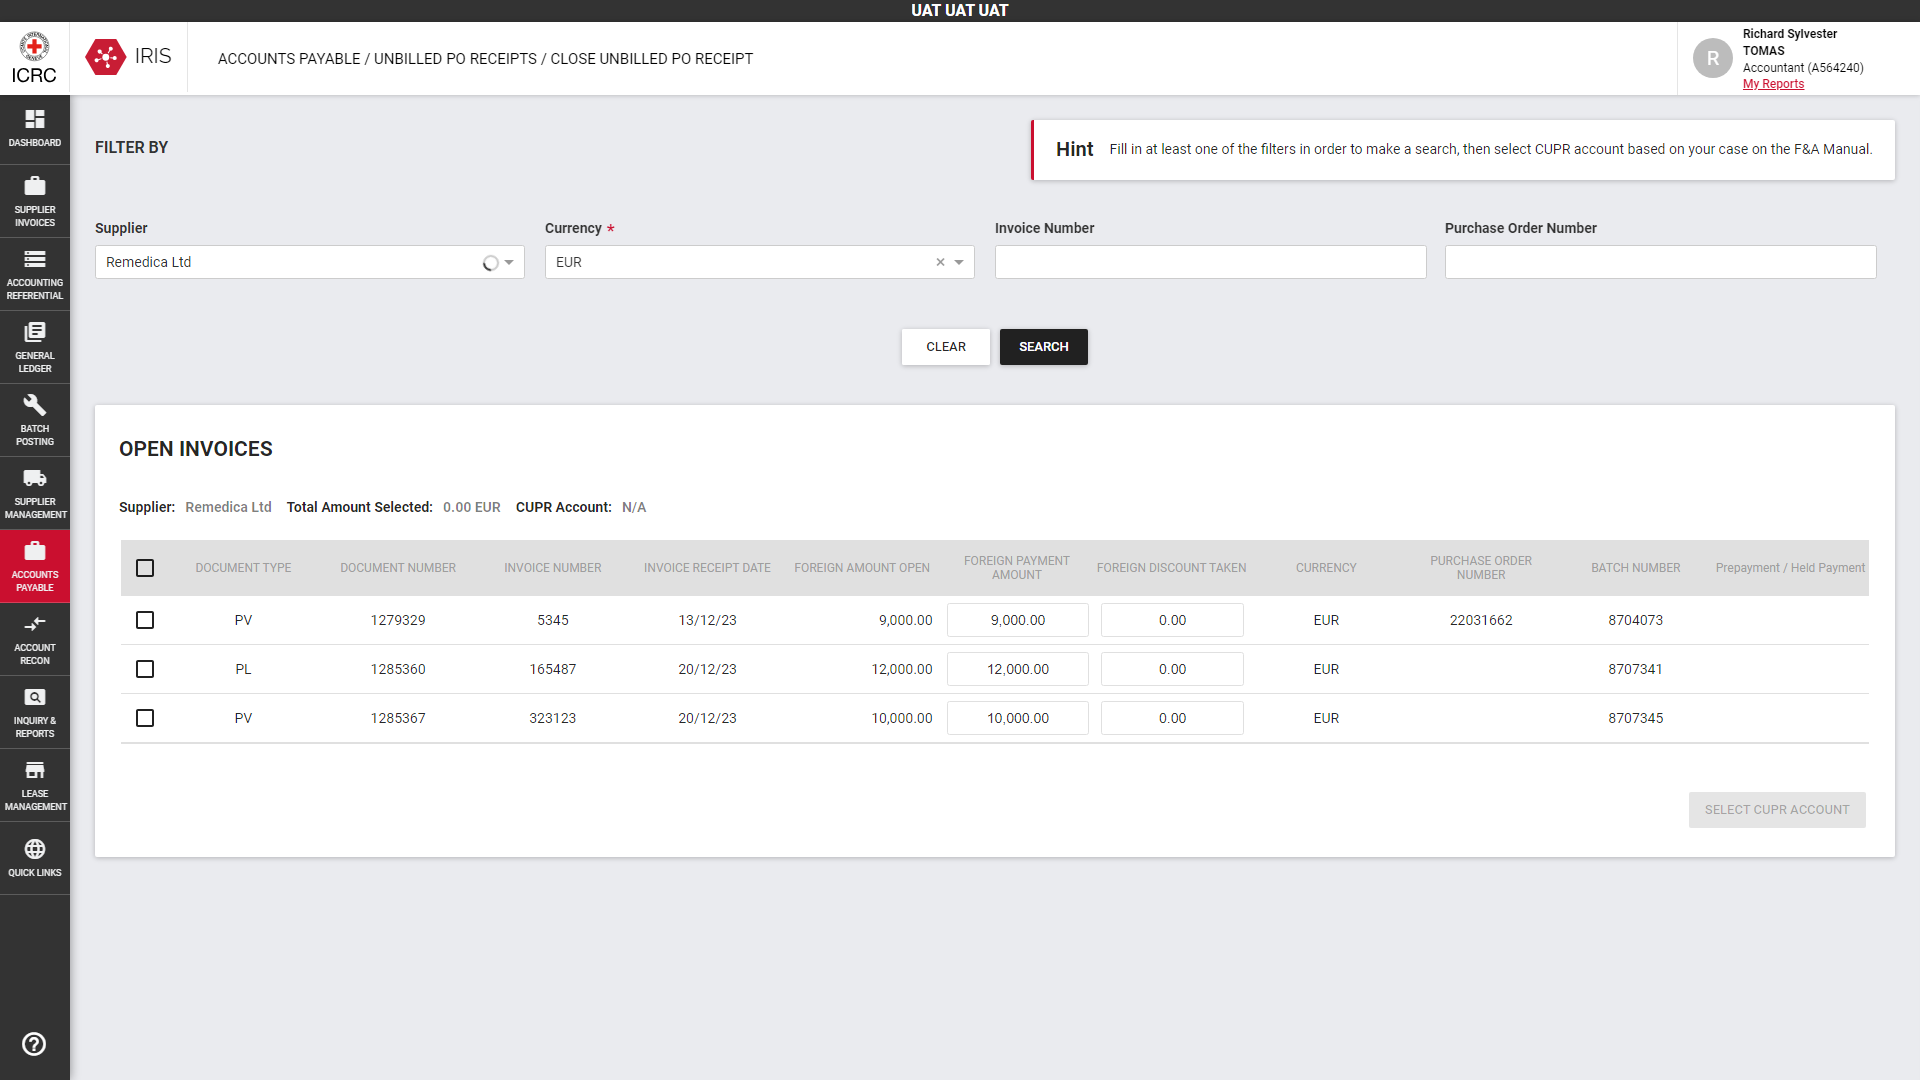 UAT UAT UAT
ICRC
IRIS
ACCOUNTS PAYABLE / UNBILLED PO RECEIPTS / CLOSE UNBILLED PO RECEIPT
R
Richard Sylvester
TOMAS
Accountant (A564240)
My Reports
DASHBOARD
SUPPLIER
INVOICES
ACCOUNTING
REFERENTIAL
GENERAL
LEDGER
BATCH
POSTING
SUPPLIER
MANAGEMENT
ACCOUNTS
PAYABLE
ACCOUNT
RECON
INQUIRY &
REPORTS
LEASE
MANAGEMENT
QUICK LINKS
FILTER BY
Hint Fill in at least one of the filters in order to make a search, then select CUPR account based on your case on the F&A Manual.
Supplier Currency * Invoice Number Purchase Order Number
Remedica Ltd EUR
CLEAR SEARCH
OPEN INVOICES
Supplier: Remedica Ltd Total Amount Selected: 0.00 EUR CUPR Account: N/A
DOCUMENT TYPE DOCUMENT NUMBER INVOICE NUMBER INVOICE RECEIPT DATE FOREIGN AMOUNT OPEN FOREIGN PAYMENT AMOUNT FOREIGN DISCOUNT TAKEN CURRENCY PURCHASE ORDER NUMBER BATCH NUMBER Prepayment / Held Payment
PV 1279329 5345 13/12/23 9,000.00 9,000.00 0.00 EUR 22031662 8704073
PL 1285360 165487 20/12/23 12,000.00 12,000.00 0.00 EUR 8707341
PV 1285367 323123 20/12/23 10,000.00 10,000.00 0.00 EUR 8707345
SELECT CUPR ACCOUNT